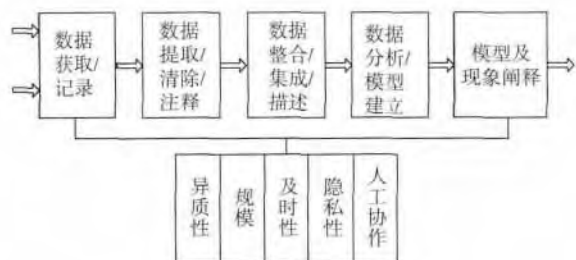 数据
获取/
记录
数据
提取/
清除/
注释
数据
整合/
集成/
描述
数据
分析/
模型
建立
模型及
现象阐释
异质性
规模
及时性
隐私性
人工协作